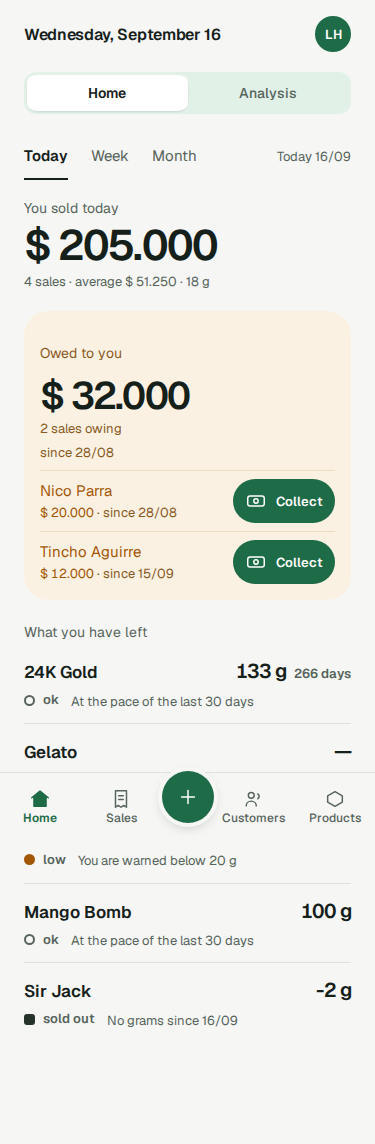 Wednesday, September 16
LH
Home
Analysis
Today
Week
Month
Today 16/09
You sold today
$ 205.000
4 sales · average $ 51.250 · 18 g
Owed to you
$ 32.000
2 sales owing
since 28/08
Nico Parra
$ 20.000 · since 28/08
Collect
Tincho Aguirre
$ 12.000 · since 15/09
Collect
What you have left
24K Gold
133 g 266 days
ok At the pace of the last 30 days
Gelato
—
Home
Sales
Customers
Products
low You are warned below 20 g
Mango Bomb
100 g
ok At the pace of the last 30 days
Sir Jack
-2 g
sold out No grams since 16/09